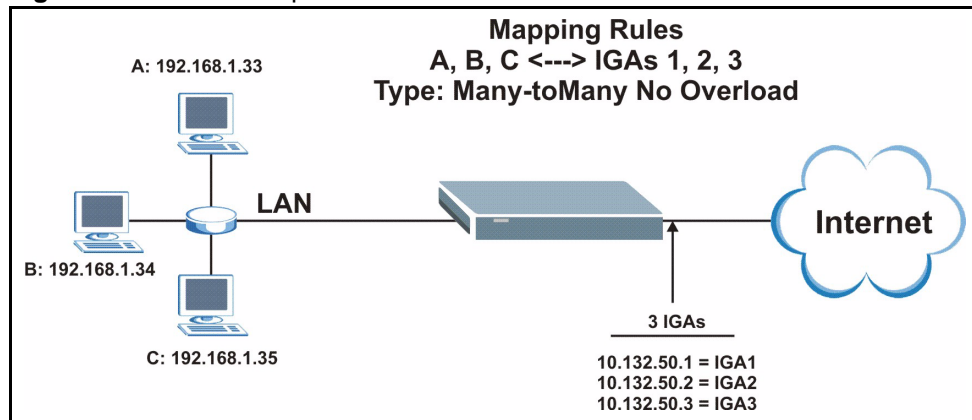 Mapping Rules
A, B, C <---> IGAs 1, 2, 3
Type: Many-toMany No Overload
A: 192.168.1.33
LAN
Internet
B: 192.168.1.34
C: 192.168.1.35
3 IGAs
10.132.50.1 = IGA1
10.132.50.2 = IGA2
10.132.50.3 = IGA3